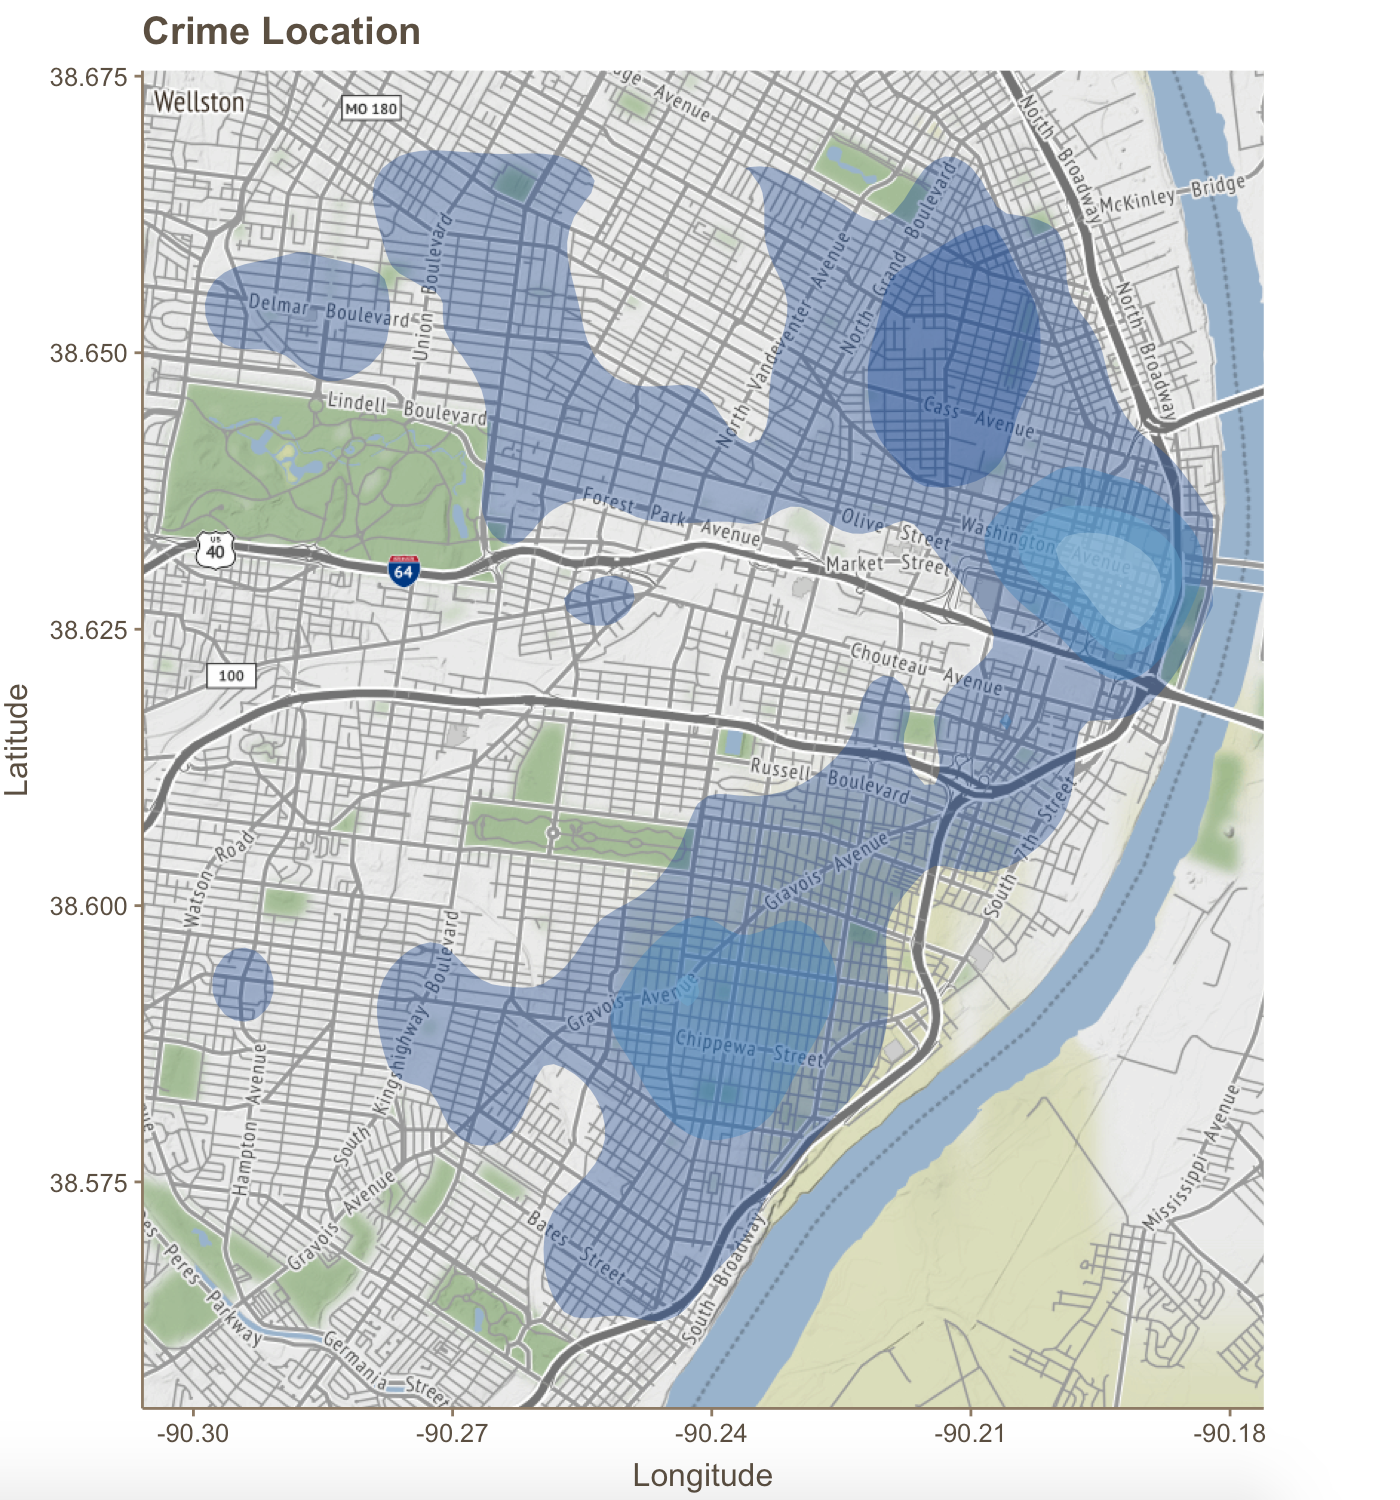 Crime Location
38.675
38.650
38.625
38.600
38.575
Latitude
Wellston
MO 180
Avenue
North Broadway
McKinley Bridge
North Broadway
Delmar Boulevard
Union Boulevard
North Vandeventer Avenue
North Grand Boulevard
Lindell Boulevard
Cass Avenue
Forest Park Avenue
Olive Street
Washington
Market Street
US
40
64
100
Chouteau Avenue
Russell Boulevard
Gravois Avenue
South 7th Street
Watson Road
South Kingshighway Boulevard
Gravois Avenue
Chippewa Street
Hampton Avenue
Gravois Avenue
Bates Street
South Broadway
Mississippi Avenue
es Peres Parkway
Germania Street
-90.30
-90.27
-90.24
-90.21
-90.18
Longitude